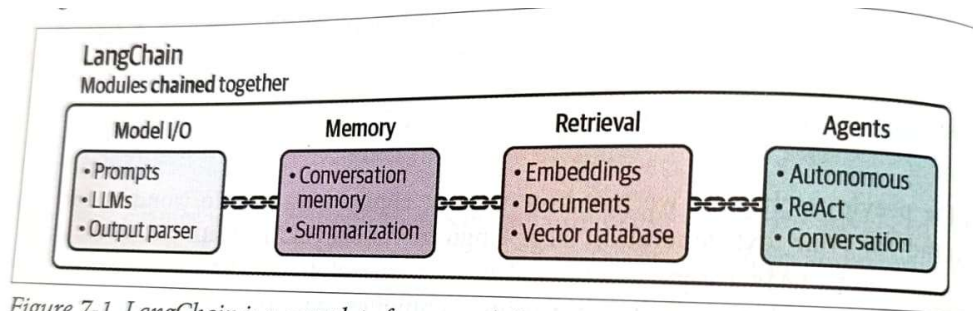 LangChain
Modules chained together
Model I/O
• Prompts
• LLMs
• Output parser
Memory
• Conversation
memory
• Summarization
Retrieval
• Embeddings
• Documents
• Vector database
Agents
• Autonomous
• ReAct
• Conversation
Figure 7-1. LangChain is